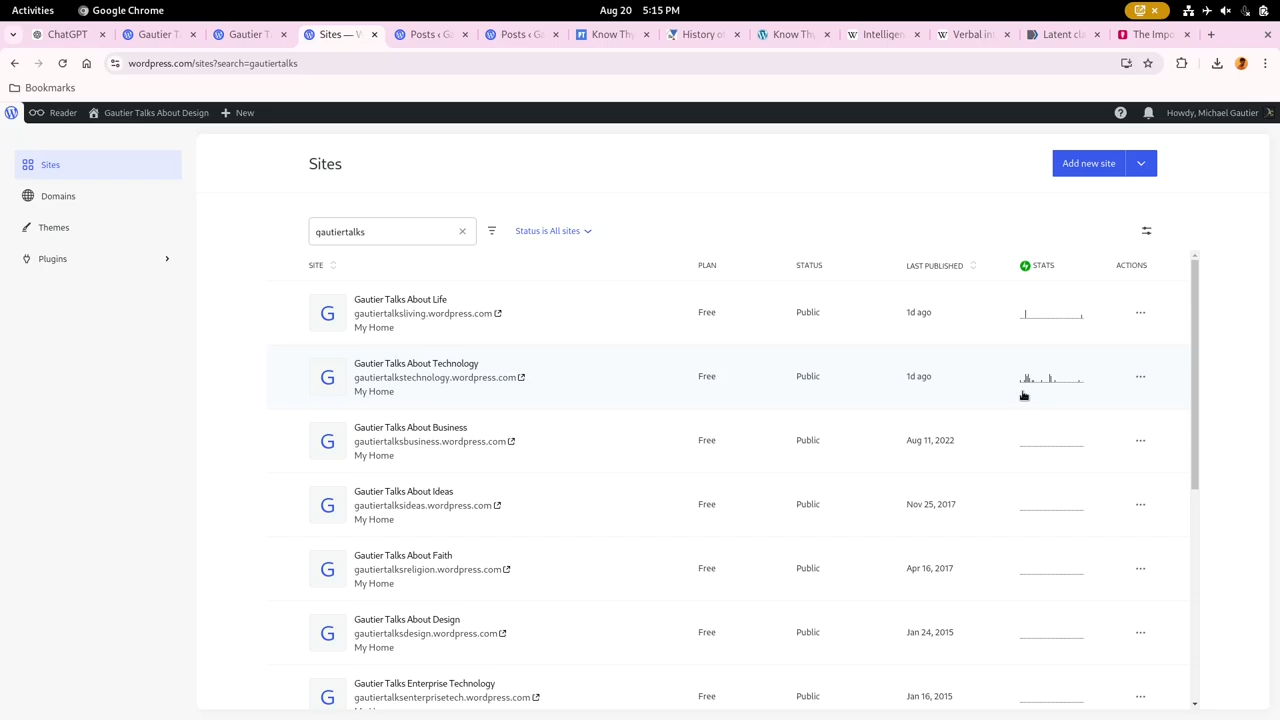 Activities Google Chrome Aug 20 5:15 PM
ChatGPT Gautier T Gautier T Sites — W Posts ‹ Ga Posts ‹ Ga Know Thy History of Know Thy Intelligen Verbal int Latent cla The Impo
wordpress.com/sites?search=gautiertalks
Bookmarks
Reader Gautier Talks About Design New Howdy, Michael Gautier
Sites
Domains
Themes
Plugins
Sites
Add new site
gautiertalks
Status is All sites
SITE PLAN STATUS LAST PUBLISHED STATS ACTIONS
G
Gautier Talks About Life
gautiertalksliving.wordpress.com
My Home
Free Public 1d ago
G
Gautier Talks About Technology
gautiertalkstechnology.wordpress.com
My Home
Free Public 1d ago
G
Gautier Talks About Business
gautiertalksbusiness.wordpress.com
My Home
Free Public Aug 11, 2022
G
Gautier Talks About Ideas
gautiertalksideas.wordpress.com
My Home
Free Public Nov 25, 2017
G
Gautier Talks About Faith
gautiertalksreligion.wordpress.com
My Home
Free Public Apr 16, 2017
G
Gautier Talks About Design
gautiertalksdesign.wordpress.com
My Home
Free Public Jan 24, 2015
G
Gautier Talks Enterprise Technology
gautiertalksenterprisetech.wordpress.com
Free Public Jan 16, 2015